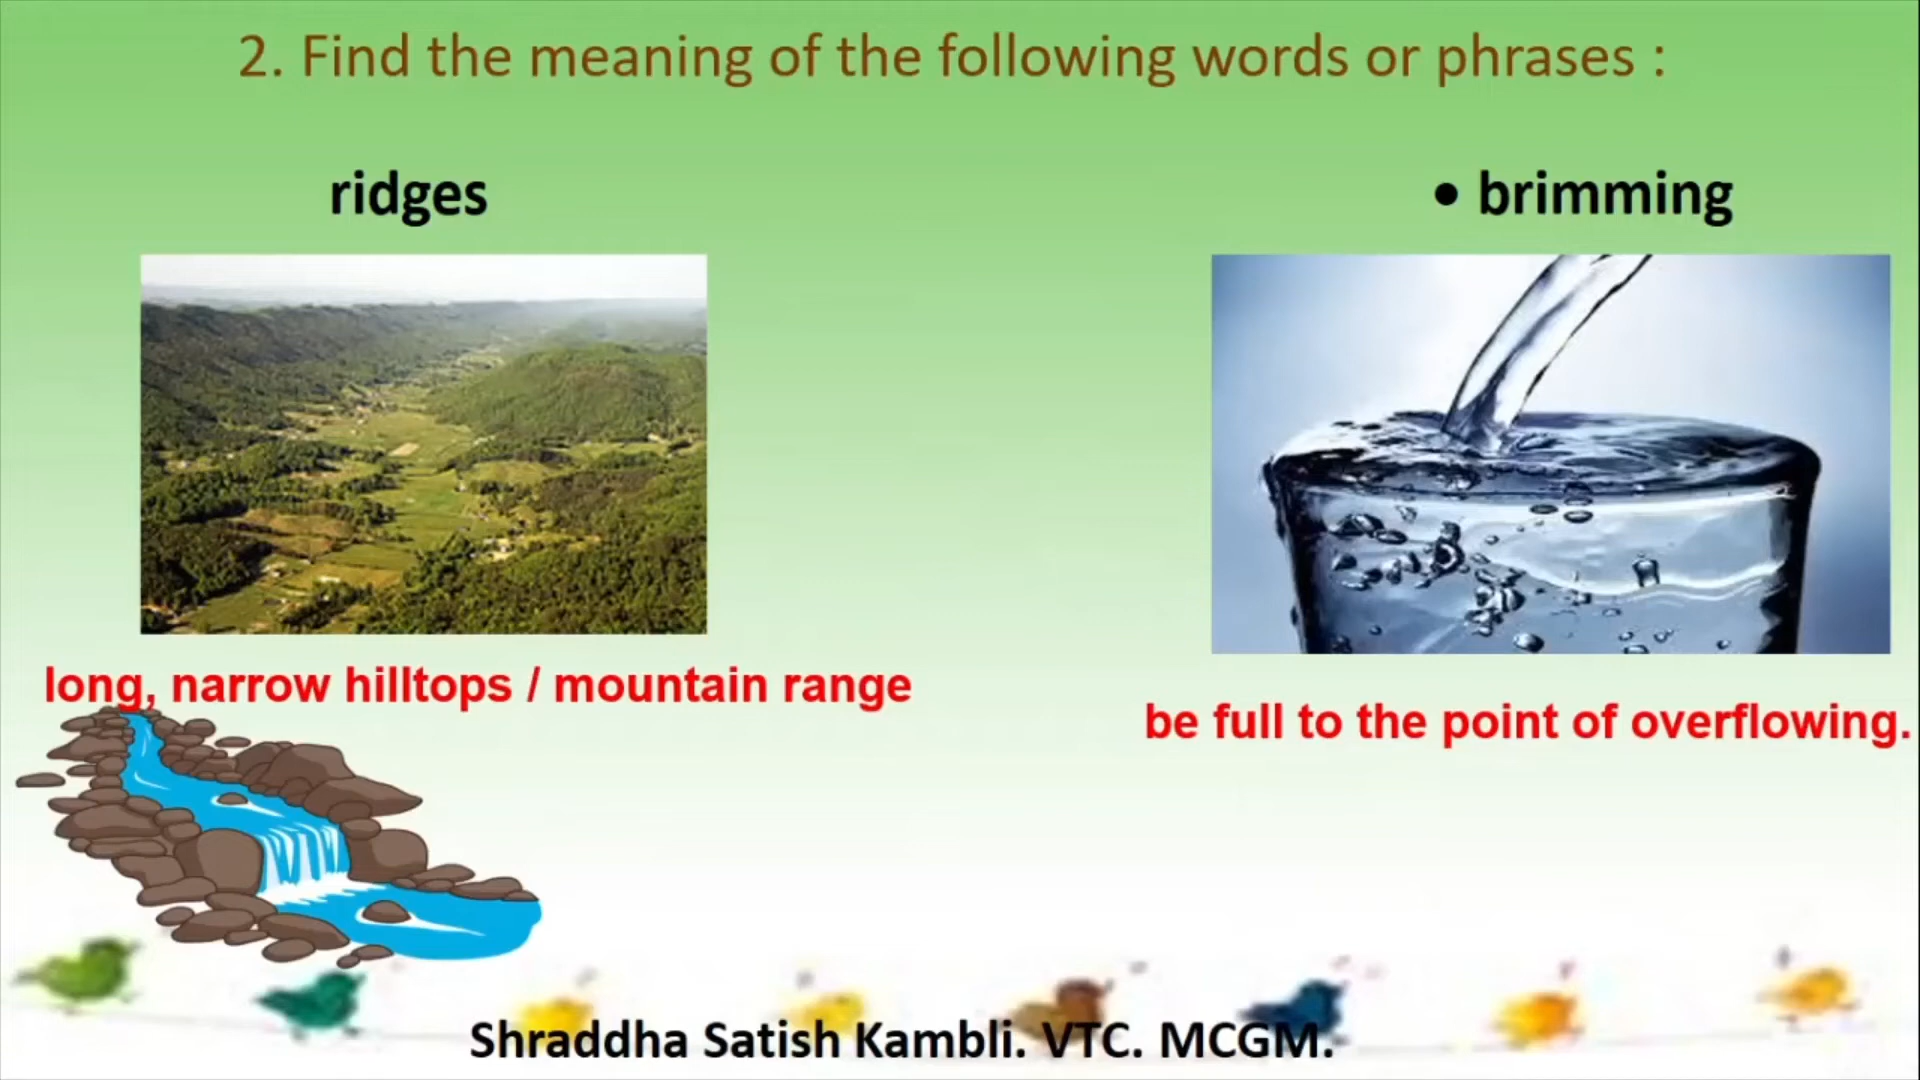 2. Find the meaning of the following words or phrases :
ridges
• brimming
long, narrow hilltops / mountain range
be full to the point of overflowing.
Shraddha Satish Kambli. VTC. MCGM.